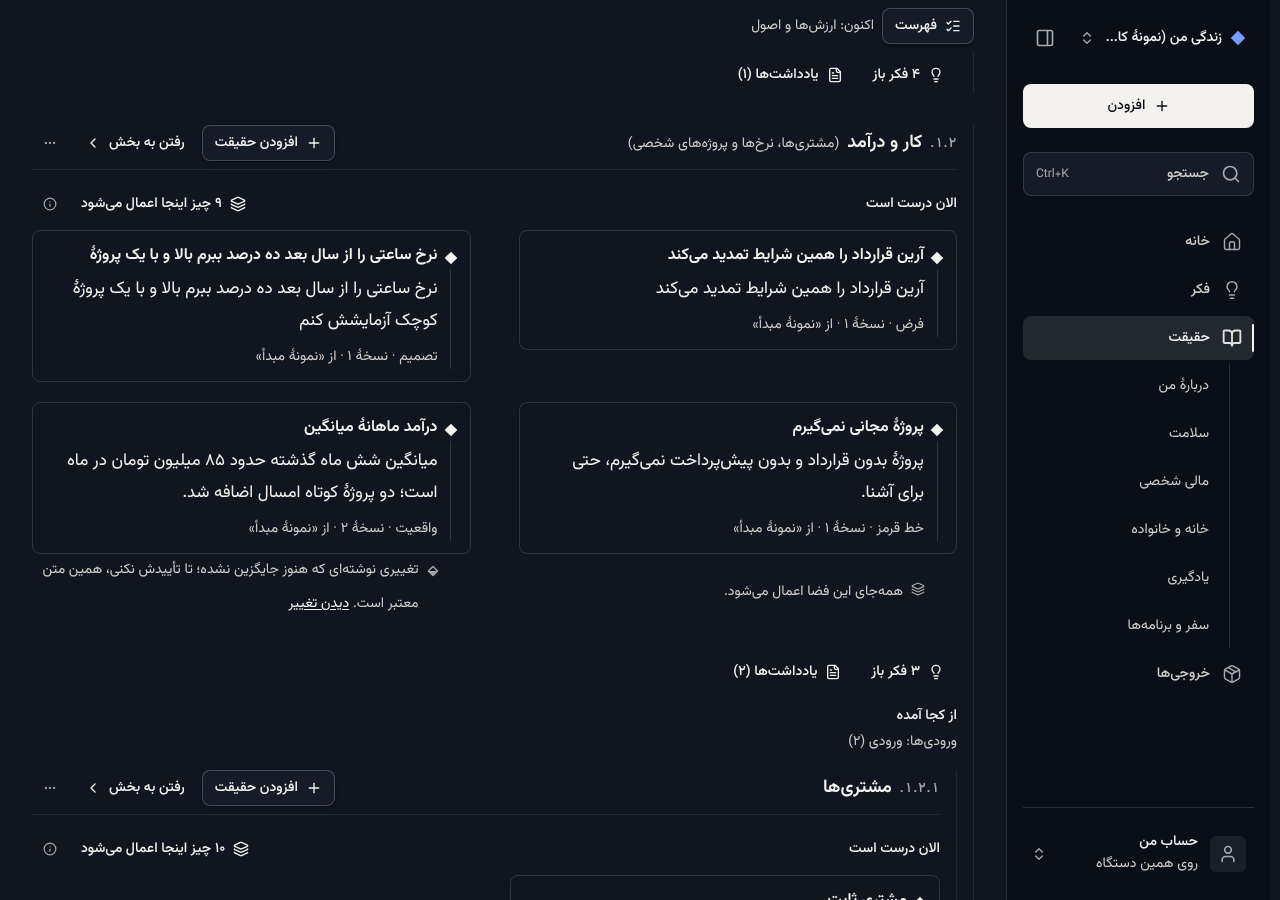 زندگی من (نمونهٔ کا...
افزودن
جستجو
Ctrl+K
خانه
فکر
حقیقت
دربارهٔ من
سلامت
مالی شخصی
خانه و خانواده
یادگیری
سفر و برنامه‌ها
خروجی‌ها
حساب من
روی همین دستگاه
فهرست
اکنون: ارزش‌ها و اصول
۴ فکر باز
یادداشت‌ها (۱)
۱.۲. کار و درآمد (مشتری‌ها، نرخ‌ها و پروژه‌های شخصی)
افزودن حقیقت
رفتن به بخش
الان درست است
۹ چیز اینجا اعمال می‌شود
آرین قرارداد را همین شرایط تمدید می‌کند
آرین قرارداد را همین شرایط تمدید می‌کند
فرض · نسخهٔ ۱ · از «نمونهٔ مبدأ»
نرخ ساعتی را از سال بعد ده درصد ببرم بالا و با یک پروژهٔ
نرخ ساعتی را از سال بعد ده درصد ببرم بالا و با یک پروژهٔ
کوچک آزمایشش کنم
تصمیم · نسخهٔ ۱ · از «نمونهٔ مبدأ»
پروژهٔ مجانی نمی‌گیرم
پروژهٔ بدون قرارداد و بدون پیش‌پرداخت نمی‌گیرم، حتی
برای آشنا.
خط قرمز · نسخهٔ ۱ · از «نمونهٔ مبدأ»
همه‌جای این فضا اعمال می‌شود.
درآمد ماهانهٔ میانگین
میانگین شش ماه گذشته حدود ۸۵ میلیون تومان در ماه
است؛ دو پروژهٔ کوتاه امسال اضافه شد.
واقعیت · نسخهٔ ۲ · از «نمونهٔ مبدأ»
تغییری نوشته‌ای که هنوز جایگزین نشده؛ تا تأییدش نکنی، همین متن
معتبر است. دیدن تغییر
۳ فکر باز
یادداشت‌ها (۲)
از کجا آمده
ورودی‌ها: ورودی (۲)
۱.۲.۱. مشتری‌ها
افزودن حقیقت
رفتن به بخش
الان درست است
۱۰ چیز اینجا اعمال می‌شود
مشتری ثابت